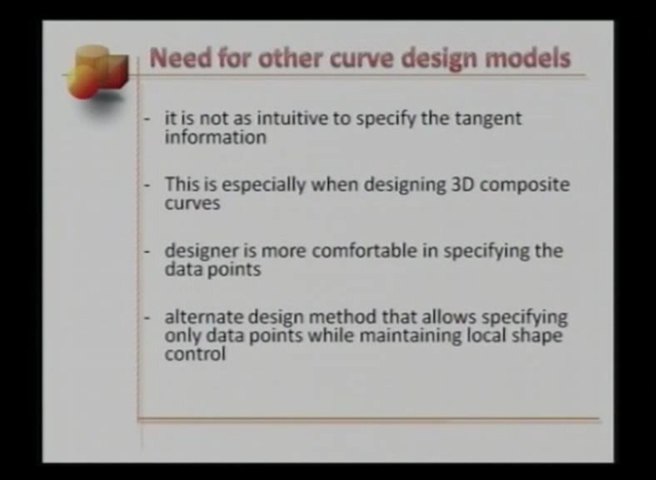 Need for other curve design models
- it is not as intuitive to specify the tangent
information
- This is especially when designing 3D composite
curves
- designer is more comfortable in specifying the
data points
- alternate design method that allows specifying
only data points while maintaining local shape
control